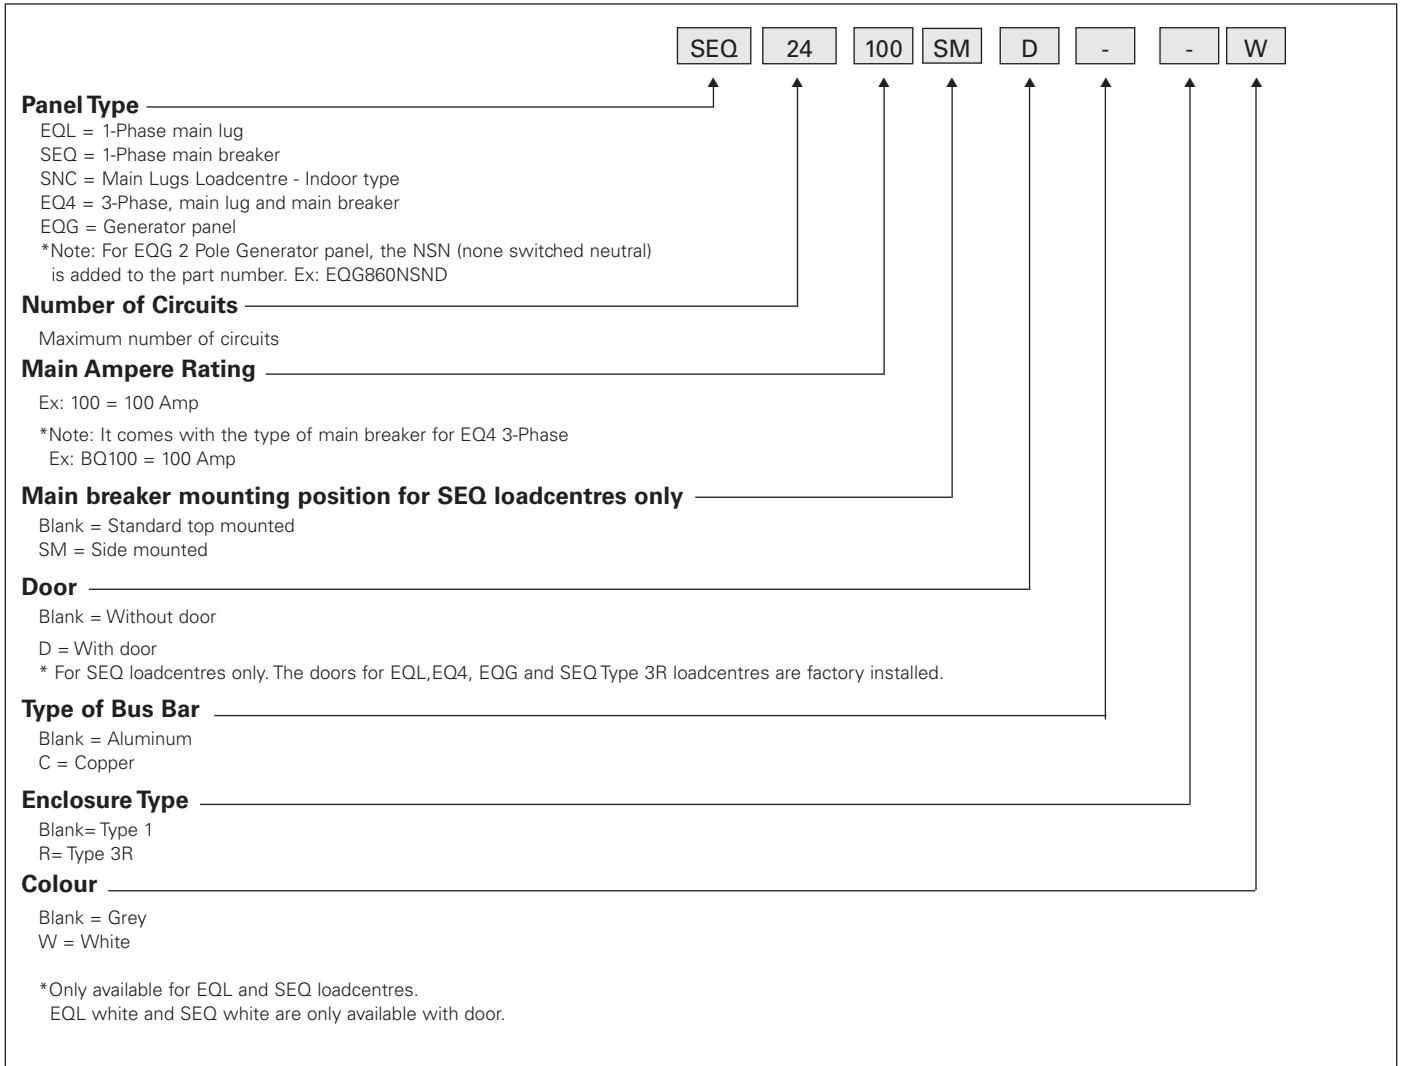 SEQ 24 100 SM D - - W
Panel Type
EQL = 1-Phase main lug
SEQ = 1-Phase main breaker
SNC = Main Lugs Loadcentre - Indoor type
EQ4 = 3-Phase, main lug and main breaker
EQG = Generator panel
*Note: For EQG 2 Pole Generator panel, the NSN (none switched neutral)
is added to the part number. Ex: EQG860NSND
Number of Circuits
Maximum number of circuits
Main Ampere Rating
Ex: 100 = 100 Amp
*Note: It comes with the type of main breaker for EQ4 3-Phase
Ex: BQ100 = 100 Amp
Main breaker mounting position for SEQ loadcentres only
Blank = Standard top mounted
SM = Side mounted
Door
Blank = Without door
D = With door
* For SEQ loadcentres only. The doors for EQL,EQ4, EQG and SEQ Type 3R loadcentres are factory installed.
Type of Bus Bar
Blank = Aluminum
C = Copper
Enclosure Type
Blank= Type 1
R= Type 3R
Colour
Blank = Grey
W = White
*Only available for EQL and SEQ loadcentres.
EQL white and SEQ white are only available with door.